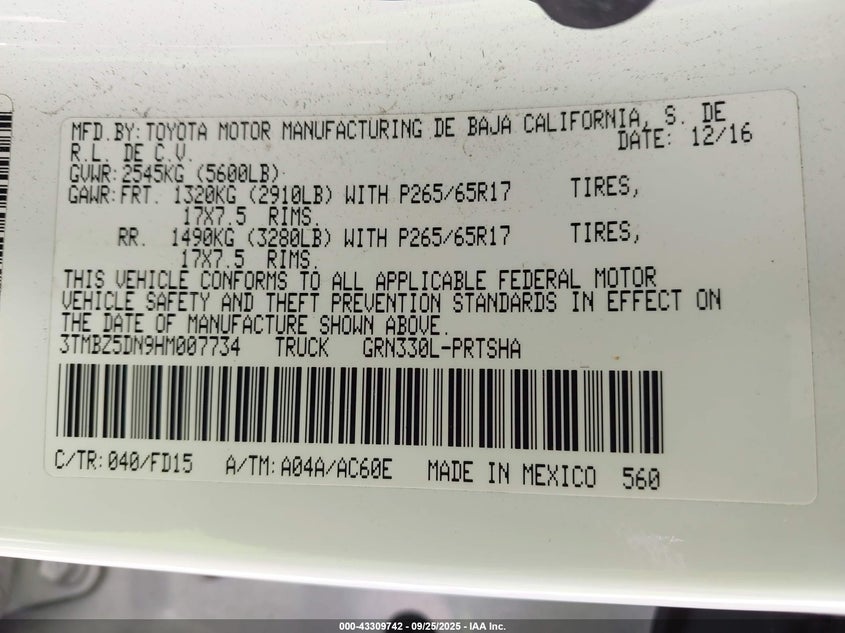 MFD.BY:TOYOTA MOTOR MANUFACTURING DE BAJA CALIFORNIA, S. DE
R.L. DE C.V. DATE: 12/16
GVWR:2545KG (5600LB)
GAWR:FRT. 1320KG (2910LB) WITH P265/65R17 TIRES,
17X7.5 RIMS.
RR. 1490KG (3280LB) WITH P265/65R17 TIRES,
17X7.5 RIMS.
THIS VEHICLE CONFORMS TO ALL APPLICABLE FEDERAL MOTOR
VEHICLE SAFETY AND THEFT PREVENTION STANDARDS IN EFFECT ON
THE DATE OF MANUFACTURE SHOWN ABOVE.
3TMBZ5DN9HM007734 TRUCK GRN330L-PRTSHA
C/TR:040/FD15 A/TM:A04A/AC60E MADE IN MEXICO 560
000-43309742 - 09/25/2025 - IAA Inc.